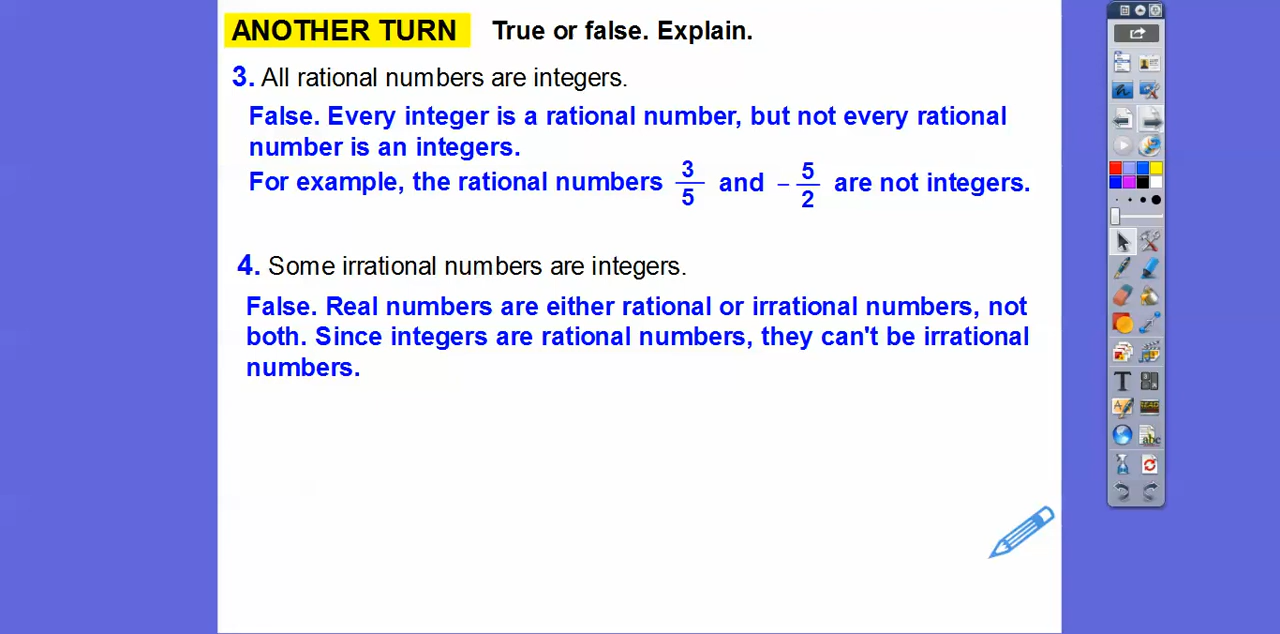 ANOTHER TURN True or false. Explain.
3. All rational numbers are integers.
False. Every integer is a rational number, but not every rational
number is an integers.
For example, the rational numbers 3/5 and -5/2 are not integers.
4. Some irrational numbers are integers.
False. Real numbers are either rational or irrational numbers, not
both. Since integers are rational numbers, they can't be irrational
numbers.